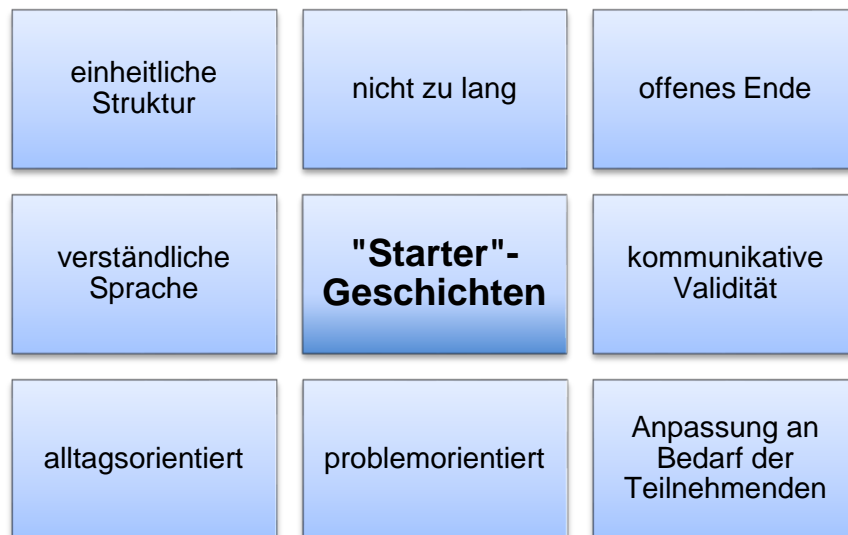 einheitliche
Struktur
nicht zu lang
offenes Ende
verständliche
Sprache
"Starter"-
Geschichten
kommunikative
Validität
alltagsorientiert
problemorientiert
Anpassung an
Bedarf der
Teilnehmenden